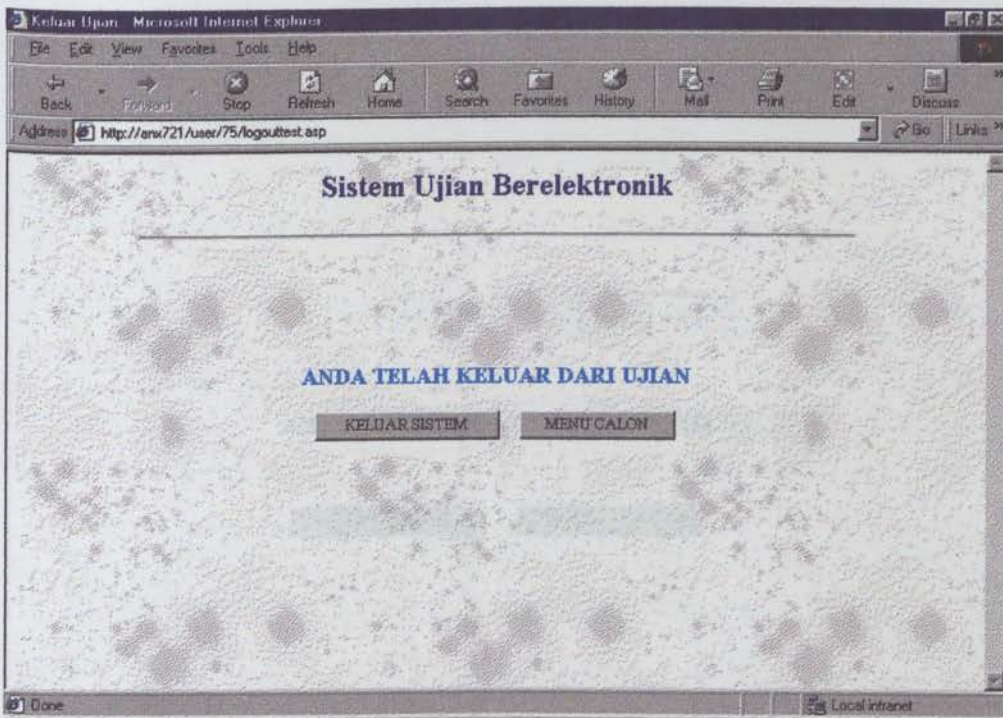 Keluar Ujian - Microsoft Internet Explorer
File Edit View Favorites Tools Help
Back Forward Stop Refresh Home Search Favorites History Mail Print Edit Discuss
Address http://anx721/user/75/logouttest.asp Go Links
Sistem Ujian Berelektronik
ANDA TELAH KELUAR DARI UJIAN
KELUAR SISTEM MENU CALON
Done Local intranet